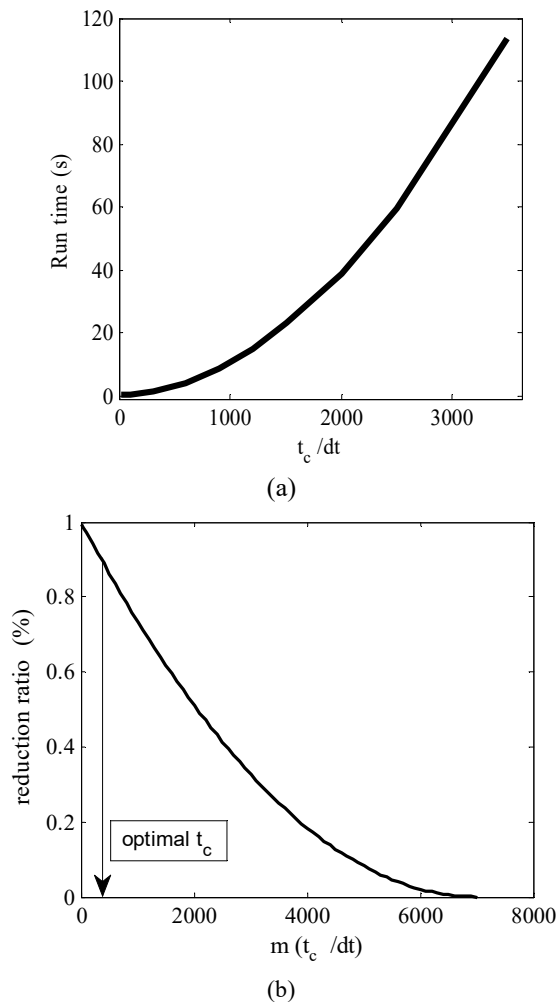 120
100
80
60
40
20
0
Run time (s)
0 1000 2000 3000
t_c /dt
(a)
1
0.8
0.6
0.4
0.2
0
reduction ratio (%)
optimal t_c
0 2000 4000 6000 8000
m (t_c /dt)
(b)